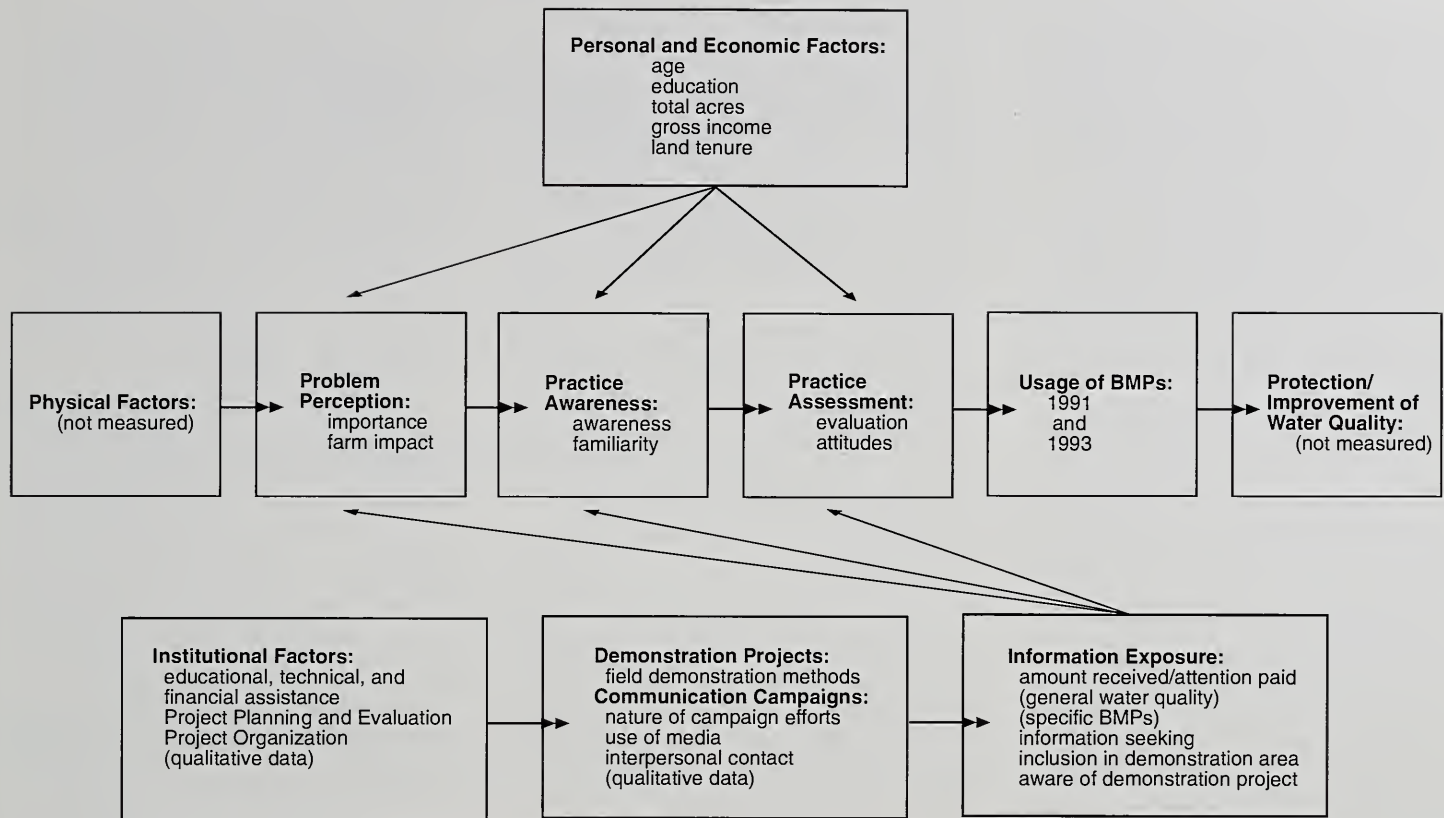 Personal and Economic Factors:
age
education
total acres
gross income
land tenure
Physical Factors:
(not measured)
Problem
Perception:
importance
farm impact
Practice
Awareness:
awareness
familiarity
Practice
Assessment:
evaluation
attitudes
Usage of BMPs:
1991
and
1993
Protection/
Improvement of
Water Quality:
(not measured)
Institutional Factors:
educational, technical, and
financial assistance
Project Planning and Evaluation
Project Organization
(qualitative data)
Demonstration Projects:
field demonstration methods
Communication Campaigns:
nature of campaign efforts
use of media
interpersonal contact
(qualitative data)
Information Exposure:
amount received/attention paid
(general water quality)
(specific BMPs)
information seeking
inclusion in demonstration area
aware of demonstration project